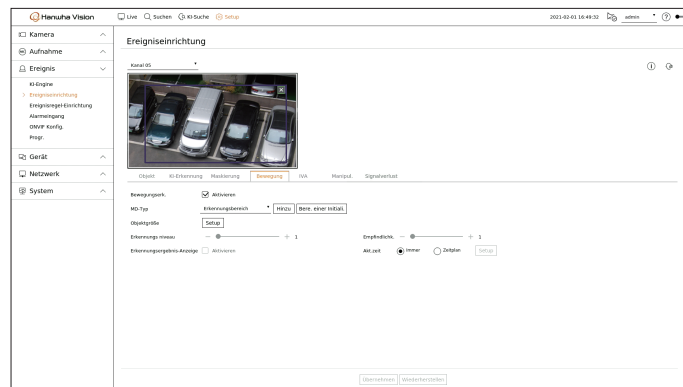 Hanwha Vision Live Suchen KI-Suche Setup 2021-02-01 16:49:32 admin
Kamera
Aufnahme
Ereignis
KI-Engine
Ereigniseinrichtung
Ereignisregel-Einrichtung
Alarmeingang
ONVIF Konfig.
Progr.
Gerät
Netzwerk
System
Ereigniseinrichtung
Kanal 05
Objekt KI-Erkennung Maskierung Bewegung IVA Manipul. Signalverlust
Bewegungserk. Aktivieren
MD-Typ Erkennungsbereich Hinzu Bere. einer Initiali.
Objektgröße Setup
Erkennungs niveau − + 1 Empfindlichk. − + 1
Erkennungsergebnis-Anzeige Aktivieren Akt.zeit Immer Zeitplan Setup
Übernehmen Wiederherstellen